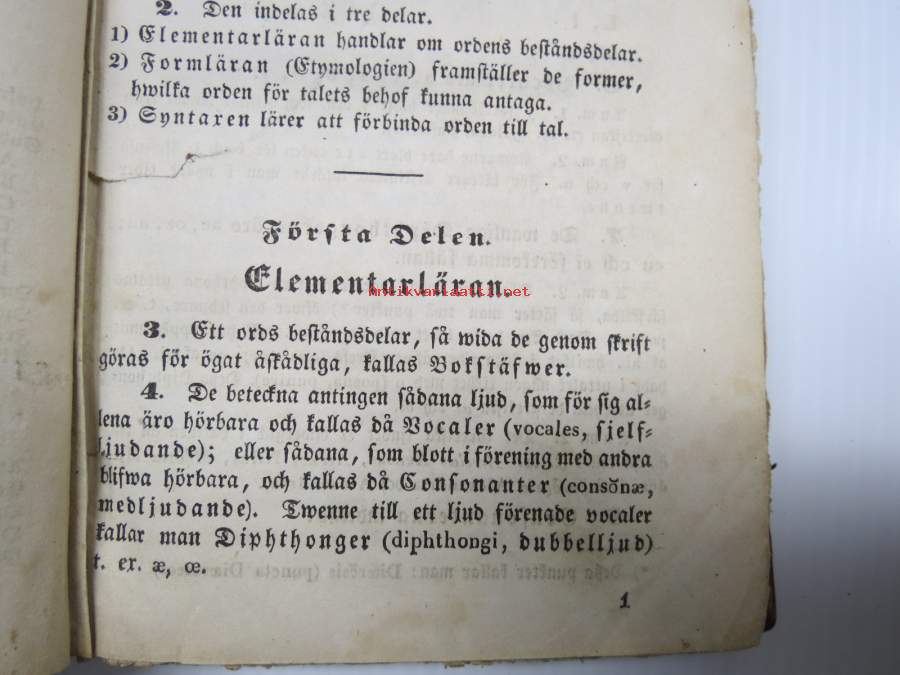 2. Den indelas i tre delar.
1) Elementarläran handlar om ordens beståndsdelar.
2) Formläran (Etymologien) framställer de former,
hwilka orden för talets behof kunna antaga.
3) Syntaxen lärer att förbinda orden till tal.
Första Delen.
Elementarläran.
antikvariaatti.net
3. Ett ords beståndsdelar, så wida de genom skrift
göras för ögat åskådliga, kallas Bokstäfwer.
4. De beteckna antingen sådana ljud, som för sig al-
lena äro hörbara och kallas då Vocaler (vocales, sjelf-
ljudande); eller sådana, som blott i förening med andra
blifwa hörbara, och kallas då Consonanter (consŏnæ,
medljudande). Twenne till ett ljud förenade vocaler
kallar man Diphthonger (diphthongi, dubbelljud)
t. ex. æ, œ.
1